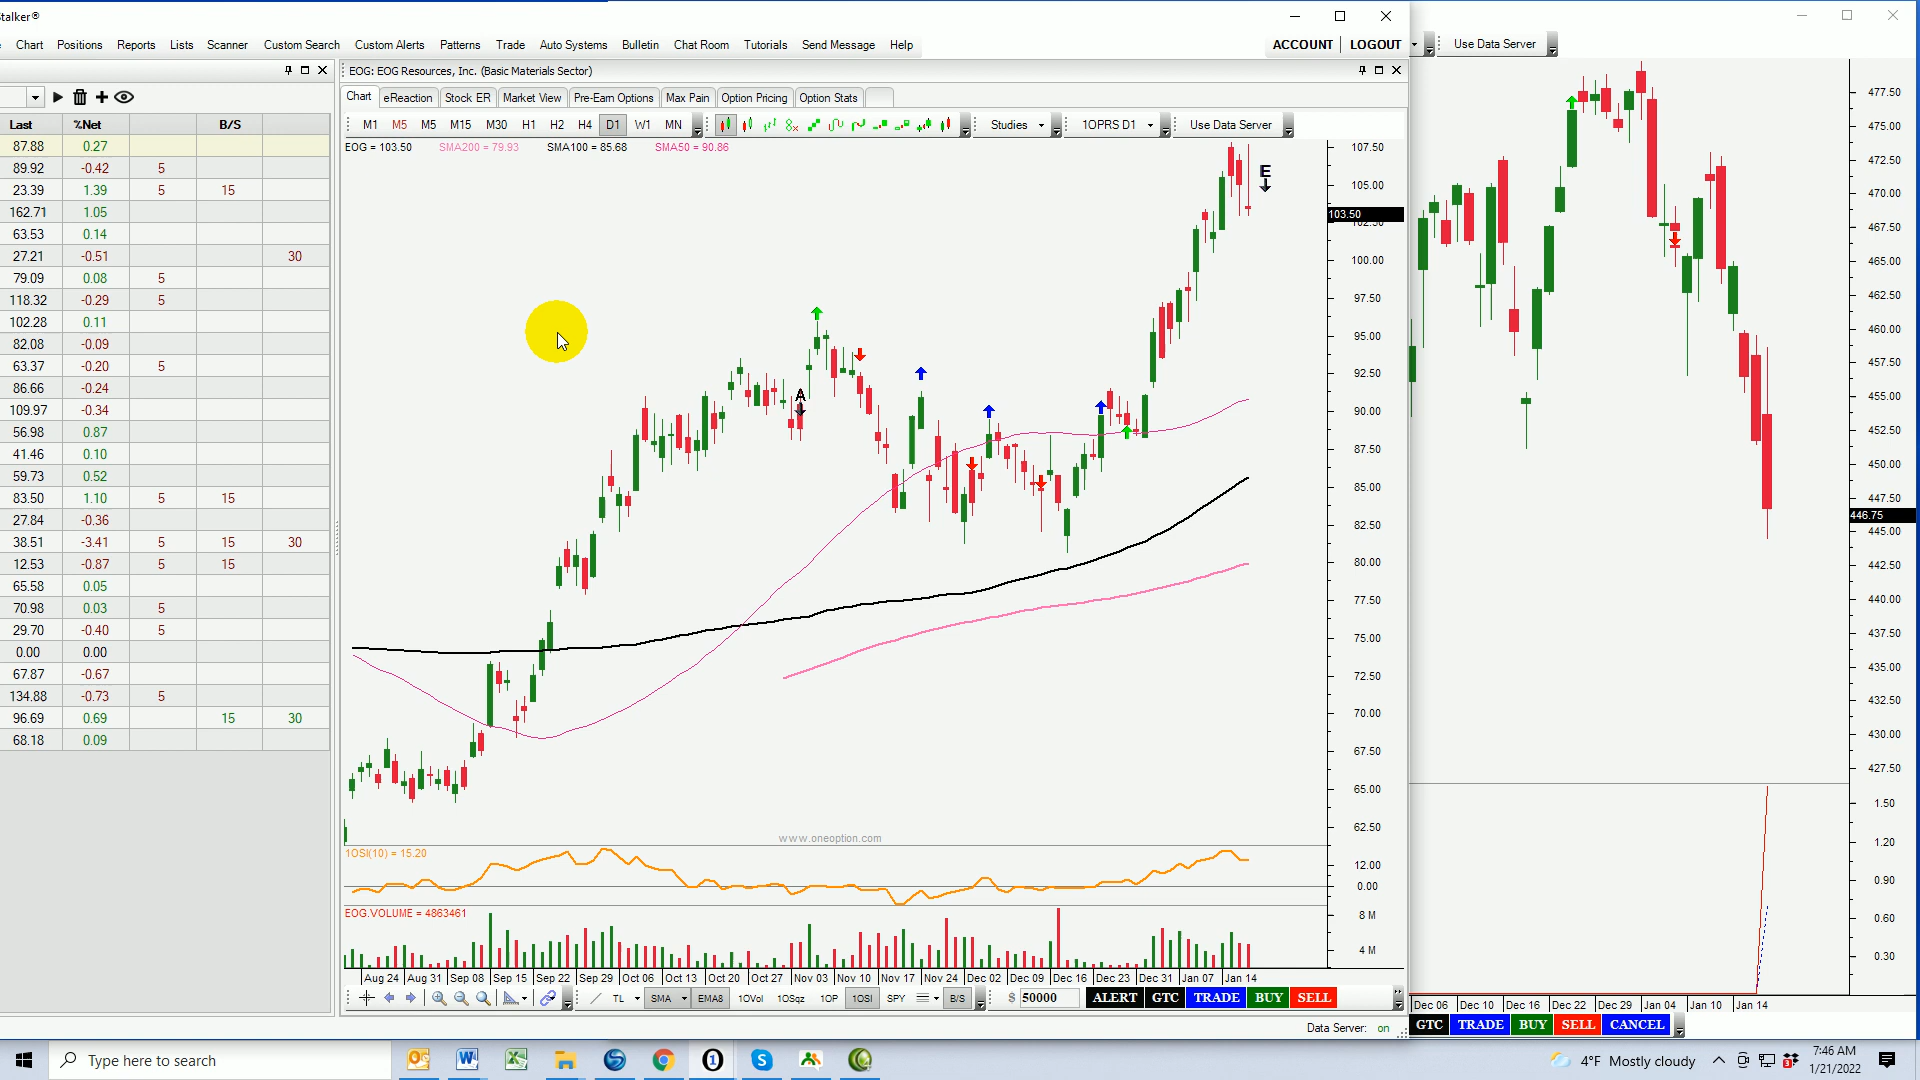 Stalker®
Chart Positions Reports Lists Scanner Custom Search Custom Alerts Patterns Trade Auto Systems Bulletin Chat Room Tutorials Send Message Help
ACCOUNT LOGOUT
Use Data Server
EOG: EOG Resources, Inc. (Basic Materials Sector)
Chart eReaction Stock ER Market View Pre-Earn Options Max Pain Option Pricing Option Stats
M1 M5 M5 M15 M30 H1 H2 H4 D1 W1 MN Studies 1OPRS D1 Use Data Server
EOG = 103.50 SMA200 = 79.93 SMA100 = 85.68 SMA50 = 90.86
Last %Net B/S
87.88 0.27
89.92 -0.42 5
23.39 1.39 5 15
162.71 1.05
63.53 0.14
27.21 -0.51 30
79.09 0.08 5
118.32 -0.29 5
102.28 0.11
82.08 -0.09
63.37 -0.20 5
86.66 -0.24
109.97 -0.34
56.98 0.87
41.46 0.10
59.73 0.52
83.50 1.10 5 15
27.84 -0.36
38.51 -3.41 5 15 30
12.53 -0.87 5 15
65.58 0.05
70.98 0.03 5
29.70 -0.40 5
0.00 0.00
67.87 -0.67
134.88 -0.73 5
96.69 0.69 15 30
68.18 0.09
E
A
107.50
105.00
103.50
102.50
100.00
97.50
95.00
92.50
90.00
87.50
85.00
82.50
80.00
77.50
75.00
72.50
70.00
67.50
65.00
62.50
www.oneoption.com
1OSI(10) = 15.20
12.00
0.00
EOG.VOLUME = 4863461
8 M
4 M
Aug 24 Aug 31 Sep 08 Sep 15 Sep 22 Sep 29 Oct 06 Oct 13 Oct 20 Oct 27 Nov 03 Nov 10 Nov 17 Nov 24 Dec 02 Dec 09 Dec 16 Dec 23 Dec 31 Jan 07 Jan 14
TL SMA EMA8 1OVol 1OSqz 1OP 1OSI SPY B/S $ 50000 ALERT GTC TRADE BUY SELL
Data Server: on
477.50
475.00
472.50
470.00
467.50
465.00
462.50
460.00
457.50
455.00
452.50
450.00
447.50
446.75
445.00
442.50
440.00
437.50
435.00
432.50
430.00
427.50
1.50
1.20
0.90
0.60
0.30
Dec 06 Dec 10 Dec 16 Dec 22 Dec 29 Jan 04 Jan 10 Jan 14
GTC TRADE BUY SELL CANCEL
Type here to search
4°F Mostly cloudy
7:46 AM
1/21/2022